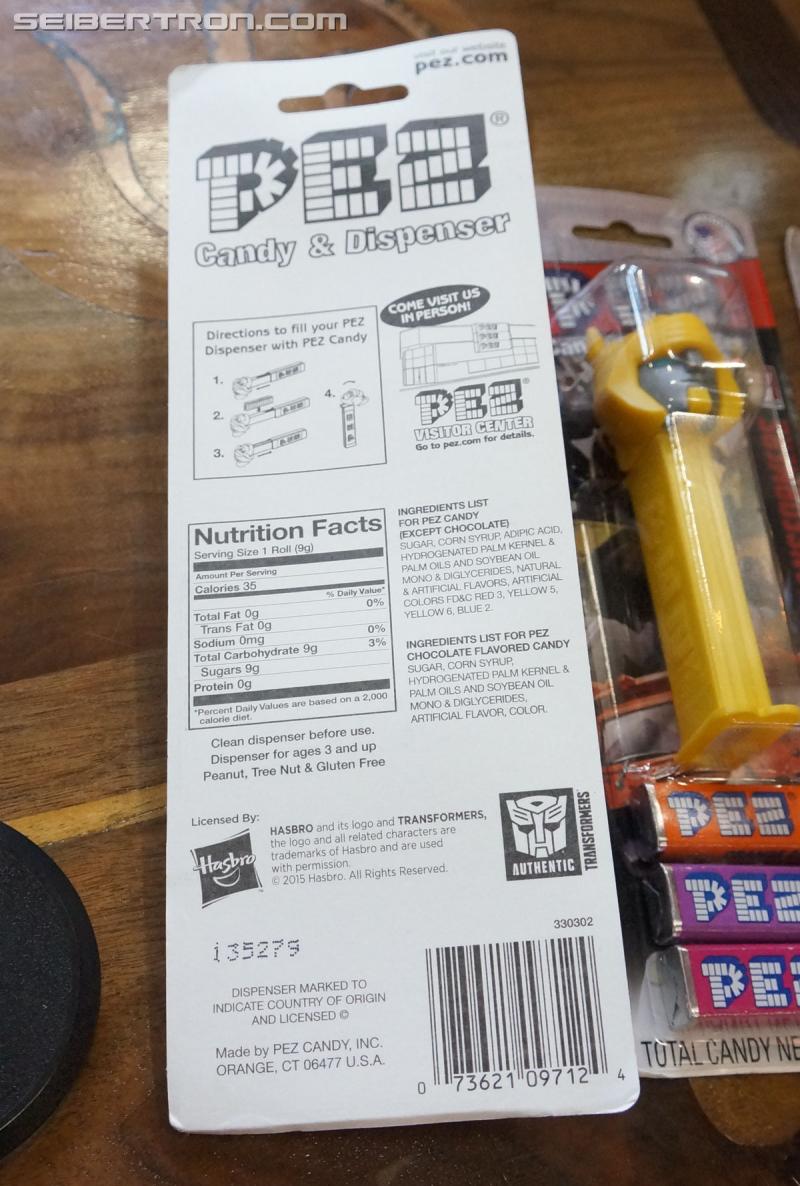 SEIBERTRON.COM
visit our website
pez.com
PEZ®
Candy & Dispenser
Directions to fill your PEZ
Dispenser with PEZ Candy
1.
2.
3.
4.
COME VISIT US
IN PERSON!
PEZ
PEZ
PEZ
PEZ®
VISITOR CENTER
Go to pez.com for details.
Nutrition Facts
Serving Size 1 Roll (9g)
Amount Per Serving
Calories 35
% Daily Value*
Total Fat 0g 0%
Trans Fat 0g
Sodium 0mg 0%
Total Carbohydrate 9g 3%
Sugars 9g
Protein 0g
*Percent Daily Values are based on a 2,000
calorie diet.
INGREDIENTS LIST
FOR PEZ CANDY
(EXCEPT CHOCOLATE)
SUGAR, CORN SYRUP, ADIPIC ACID,
HYDROGENATED PALM KERNEL &
PALM OILS AND SOYBEAN OIL
MONO & DIGLYCERIDES, NATURAL
& ARTIFICIAL FLAVORS, ARTIFICIAL
COLORS FD&C RED 3, YELLOW 5,
YELLOW 6, BLUE 2.
INGREDIENTS LIST FOR PEZ
CHOCOLATE FLAVORED CANDY
SUGAR, CORN SYRUP,
HYDROGENATED PALM KERNEL &
PALM OILS AND SOYBEAN OIL
MONO & DIGLYCERIDES,
ARTIFICIAL FLAVOR, COLOR.
Clean dispenser before use.
Dispenser for ages 3 and up
Peanut, Tree Nut & Gluten Free
Licensed By:
Hasbro
HASBRO and its logo and TRANSFORMERS,
the logo and all related characters are
trademarks of Hasbro and are used
with permission.
© 2015 Hasbro. All Rights Reserved.
AUTHENTIC
TRANSFORMERS
135279
330302
DISPENSER MARKED TO
INDICATE COUNTRY OF ORIGIN
AND LICENSED ©
Made by PEZ CANDY, INC.
ORANGE, CT 06477 U.S.A.
0 73621 09712 4
PEZ
PEZ
PEZ
TOTAL CANDY NE